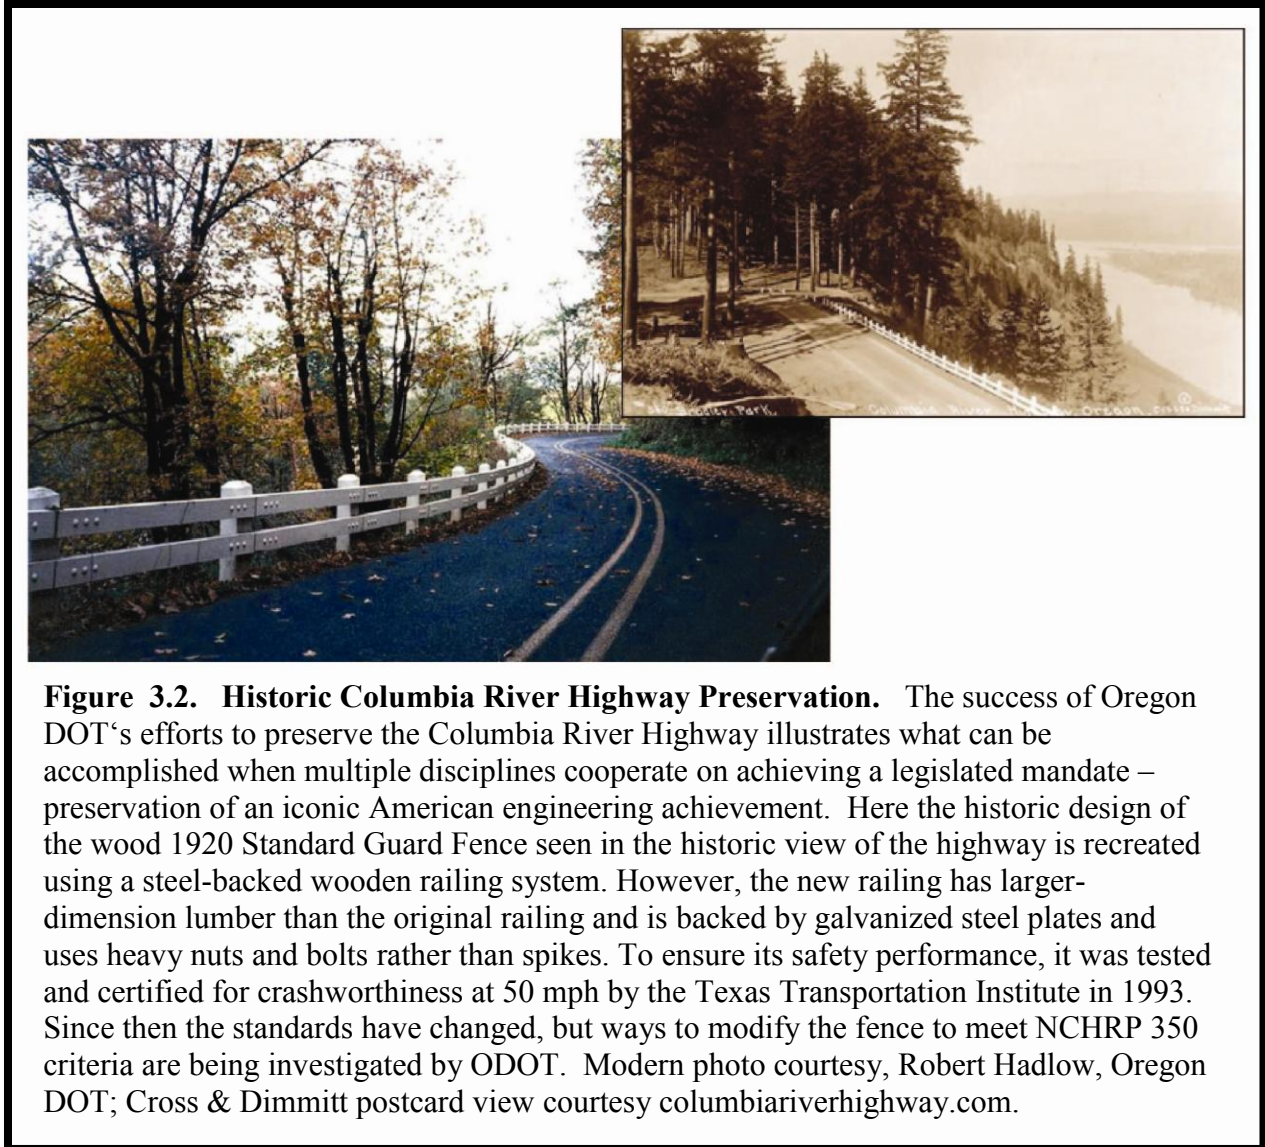 Park,
Columbia River
Oregon
Figure 3.2. Historic Columbia River Highway Preservation. The success of Oregon
DOT‘s efforts to preserve the Columbia River Highway illustrates what can be
accomplished when multiple disciplines cooperate on achieving a legislated mandate –
preservation of an iconic American engineering achievement. Here the historic design of
the wood 1920 Standard Guard Fence seen in the historic view of the highway is recreated
using a steel-backed wooden railing system. However, the new railing has larger-
dimension lumber than the original railing and is backed by galvanized steel plates and
uses heavy nuts and bolts rather than spikes. To ensure its safety performance, it was tested
and certified for crashworthiness at 50 mph by the Texas Transportation Institute in 1993.
Since then the standards have changed, but ways to modify the fence to meet NCHRP 350
criteria are being investigated by ODOT. Modern photo courtesy, Robert Hadlow, Oregon
DOT; Cross & Dimmitt postcard view courtesy columbiariverhighway.com.